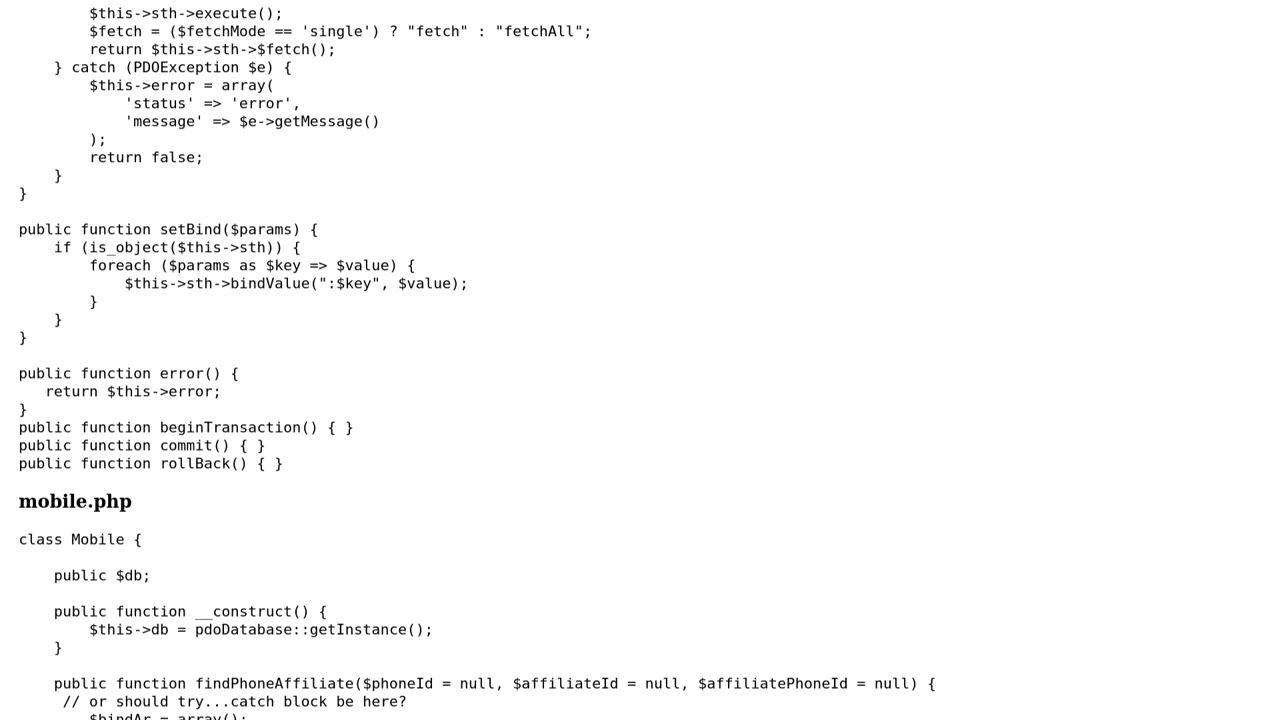 $this->sth->execute();
        $fetch = ($fetchMode == 'single') ? "fetch" : "fetchAll";
        return $this->sth->$fetch();
    } catch (PDOException $e) {
        $this->error = array(
            'status' => 'error',
            'message' => $e->getMessage()
        );
        return false;
    }
}
public function setBind($params) {
    if (is_object($this->sth)) {
        foreach ($params as $key => $value) {
            $this->sth->bindValue(":$key", $value);
        }
    }
}
public function error() {
   return $this->error;
}
public function beginTransaction() { }
public function commit() { }
public function rollBack() { }
mobile.php
class Mobile {
    public $db;
    public function __construct() {
        $this->db = pdoDatabase::getInstance();
    }
    public function findPhoneAffiliate($phoneId = null, $affiliateId = null, $affiliatePhoneId = null) {
     // or should try...catch block be here?
        $bindAr = array();